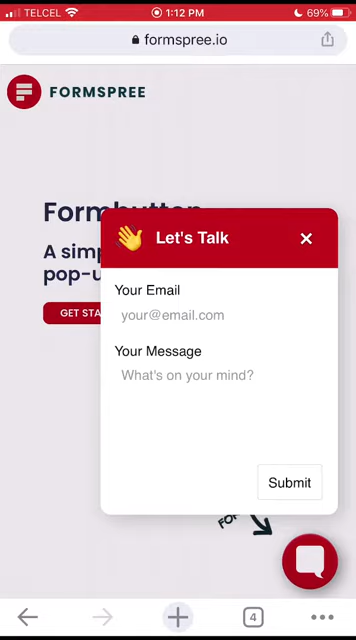 TELCEL
1:12 PM
69%
formspree.io
FORMSPREE
Formbutton
A simp
pop-u
GET STA
Let's Talk
Your Email
your@email.com
Your Message
What's on your mind?
Submit
FOR
4